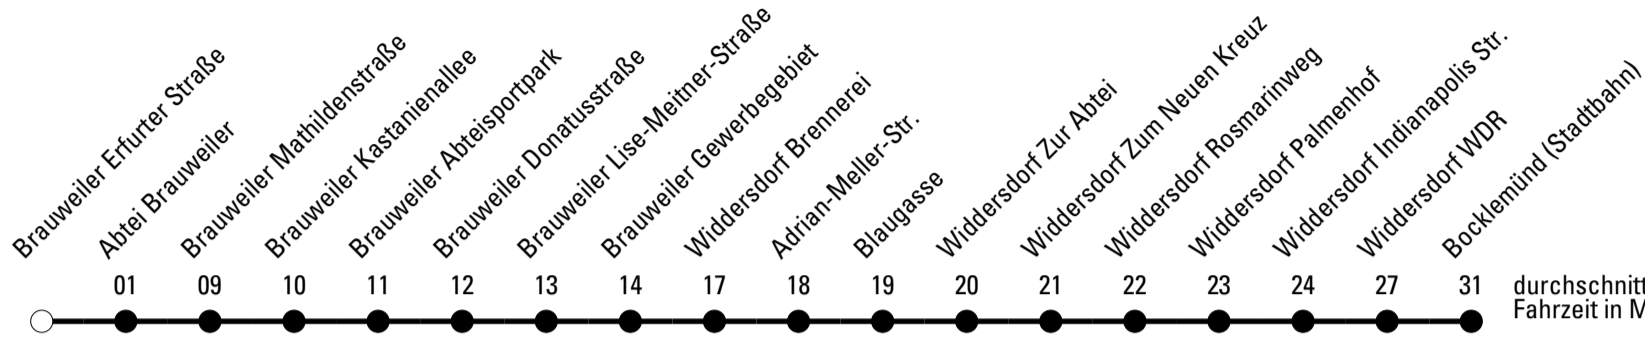 Brauweiler Erfurter Straße
Abtei Brauweiler
Brauweiler Mathildenstraße
Brauweiler Kastanienallee
Brauweiler Abteisportpark
Brauweiler Donatusstraße
Brauweiler Lise-Meitner-Straße
Brauweiler Gewerbegebiet
Widdersdorf Brennerei
Adrian-Meller-Str.
Blaugasse
Widdersdorf Zur Abtei
Widdersdorf Zum Neuen Kreuz
Widdersdorf Rosmarinweg
Widdersdorf Palmenhof
Widdersdorf Indianapolis Str.
Widdersdorf WDR
Bocklemünd (Stadtbahn)
01 09 10 11 12 13 14 17 18 19 20 21 22 23 24 27 31 durchschnitt
Fahrzeit in M